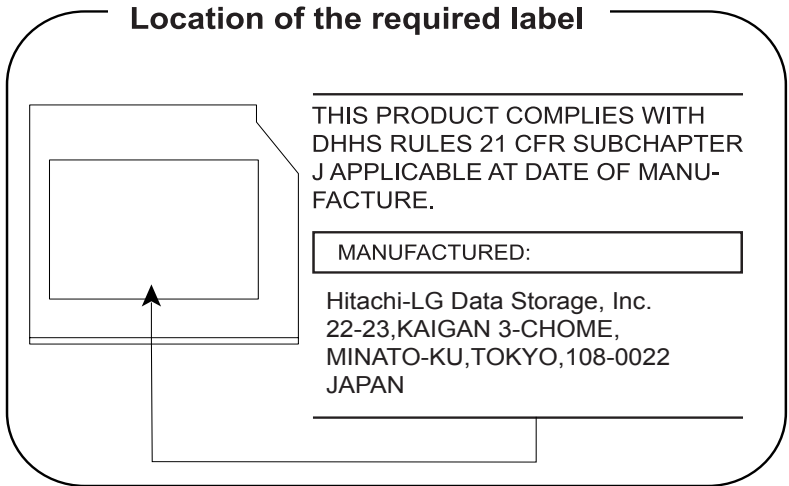 Location of the required label
THIS PRODUCT COMPLIES WITH
DHHS RULES 21 CFR SUBCHAPTER
J APPLICABLE AT DATE OF MANU-
FACTURE.
MANUFACTURED:
Hitachi-LG Data Storage, Inc.
22-23,KAIGAN 3-CHOME,
MINATO-KU,TOKYO,108-0022
JAPAN